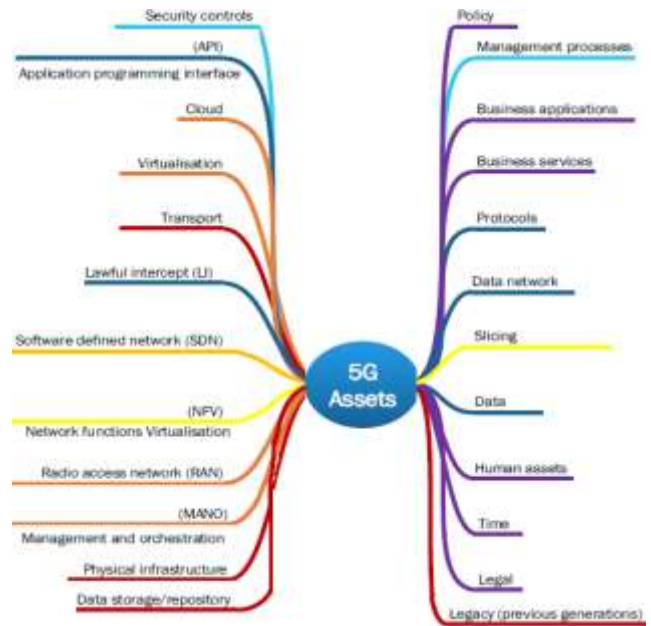 Security controls
(API)
Application programming interface
Cloud
Virtualisation
Transport
Lawful intercept (LI)
Software defined network (SDN)
(NFV)
Network functions Virtualisation
Radio access network (RAN)
(MANO)
Management and orchestration
Physical infrastructure
Data storage/repository
5G
Assets
Policy
Management processes
Business applications
Business services
Protocols
Data network
Slicing
Data
Human assets
Time
Legal
Legacy (previous generations)